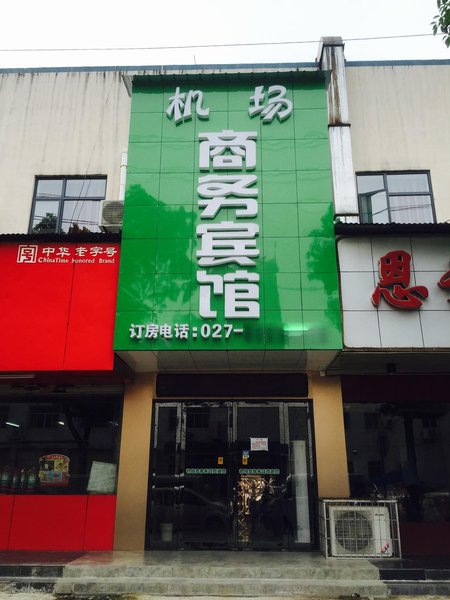 机场
商务宾馆
订房电话:027-
中华老字号
ChinaTime Honored Brand
思